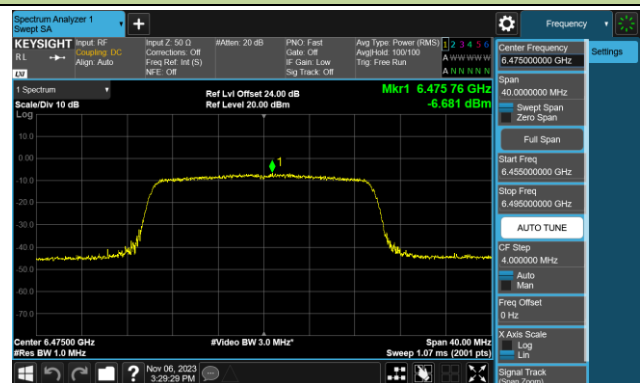 Spectrum Analyzer 1
Swept SA
Frequency
KEYSIGHT
RL
LXI
Input: RF
Coupling: DC
Align: Auto
Input Z: 50 Ω
Corrections: Off
Freq Ref: Int (S)
NFE: Off
#Atten: 20 dB
PNO: Fast
Gate: Off
IF Gain: Low
Sig Track: Off
Avg Type: Power (RMS)
Avg|Hold: 100/100
Trig: Free Run
1 2 3 4 5 6
A W W W W W
A N N N N N
1 Spectrum
Scale/Div 10 dB
Log
Ref Lvl Offset 24.00 dB
Ref Level 20.00 dBm
Mkr1 6.475 76 GHz
-6.681 dBm
10.0
0.00
-10.0
-20.0
-30.0
-40.0
-50.0
-60.0
-70.0
1
Center 6.47500 GHz
#Res BW 1.0 MHz
#Video BW 3.0 MHz*
Span 40.00 MHz
Sweep 1.07 ms (2001 pts)
Nov 06, 2023
3:29:29 PM
Center Frequency
6.475000000 GHz
Settings
Span
40.0000000 MHz
Swept Span
Zero Span
Full Span
Start Freq
6.455000000 GHz
Stop Freq
6.495000000 GHz
AUTO TUNE
CF Step
4.000000 MHz
Auto
Man
Freq Offset
0 Hz
X Axis Scale
Log
Lin
Signal Track
(Span Zoom)